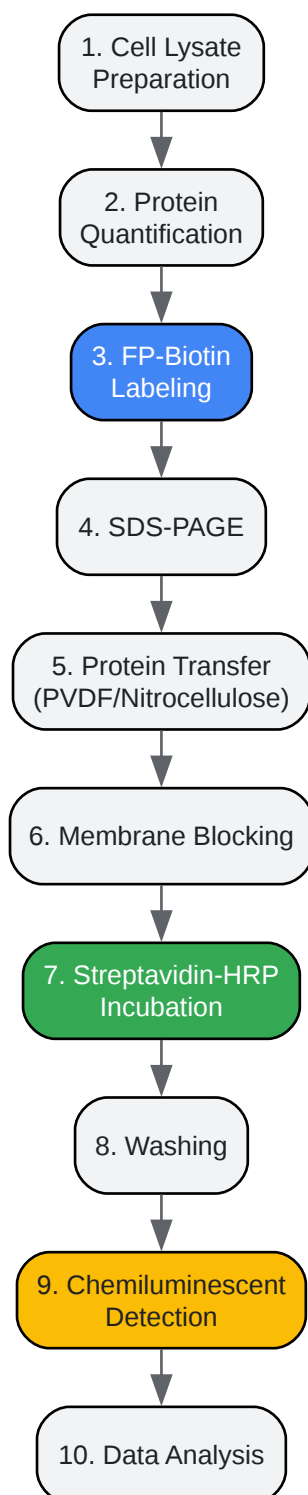 1. Cell Lysate
Preparation
2. Protein
Quantification
3. FP-Biotin
Labeling
4. SDS-PAGE
5. Protein Transfer
(PVDF/Nitrocellulose)
6. Membrane Blocking
7. Streptavidin-HRP
Incubation
8. Washing
9. Chemiluminescent
Detection
10. Data Analysis